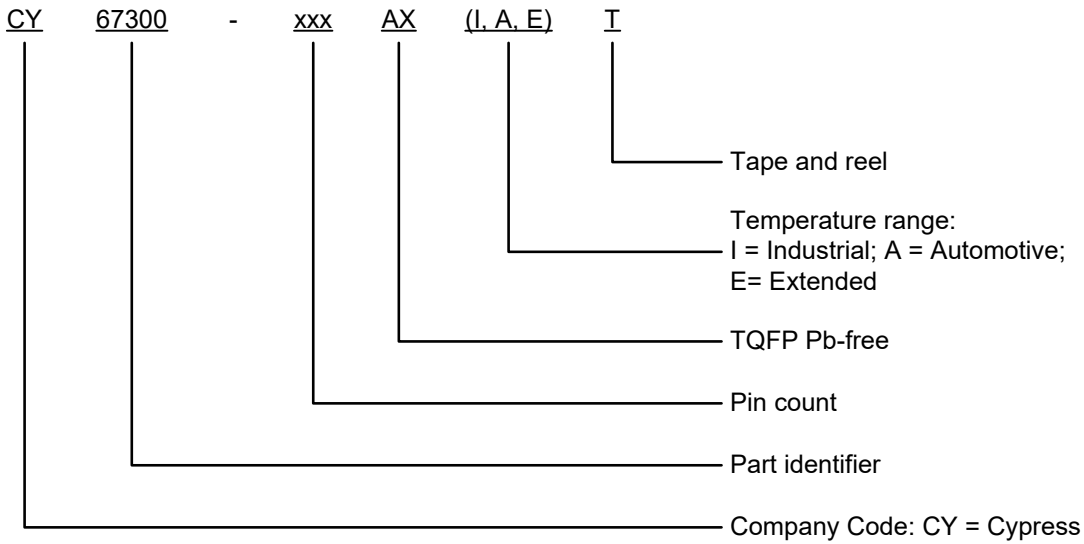 CY 67300 - xxx AX (I, A, E) T
Tape and reel
Temperature range:
I = Industrial; A = Automotive;
E= Extended
TQFP Pb-free
Pin count
Part identifier
Company Code: CY = Cypress